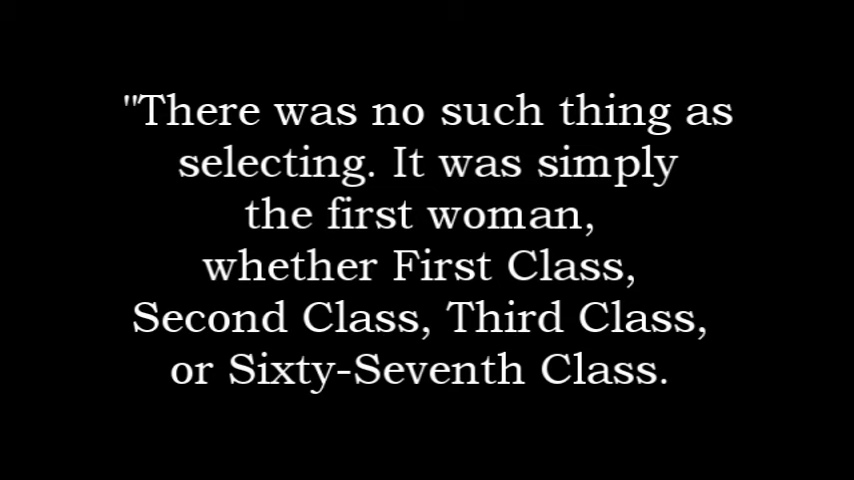 "There was no such thing as
selecting. It was simply
the first woman,
whether First Class,
Second Class, Third Class,
or Sixty-Seventh Class.